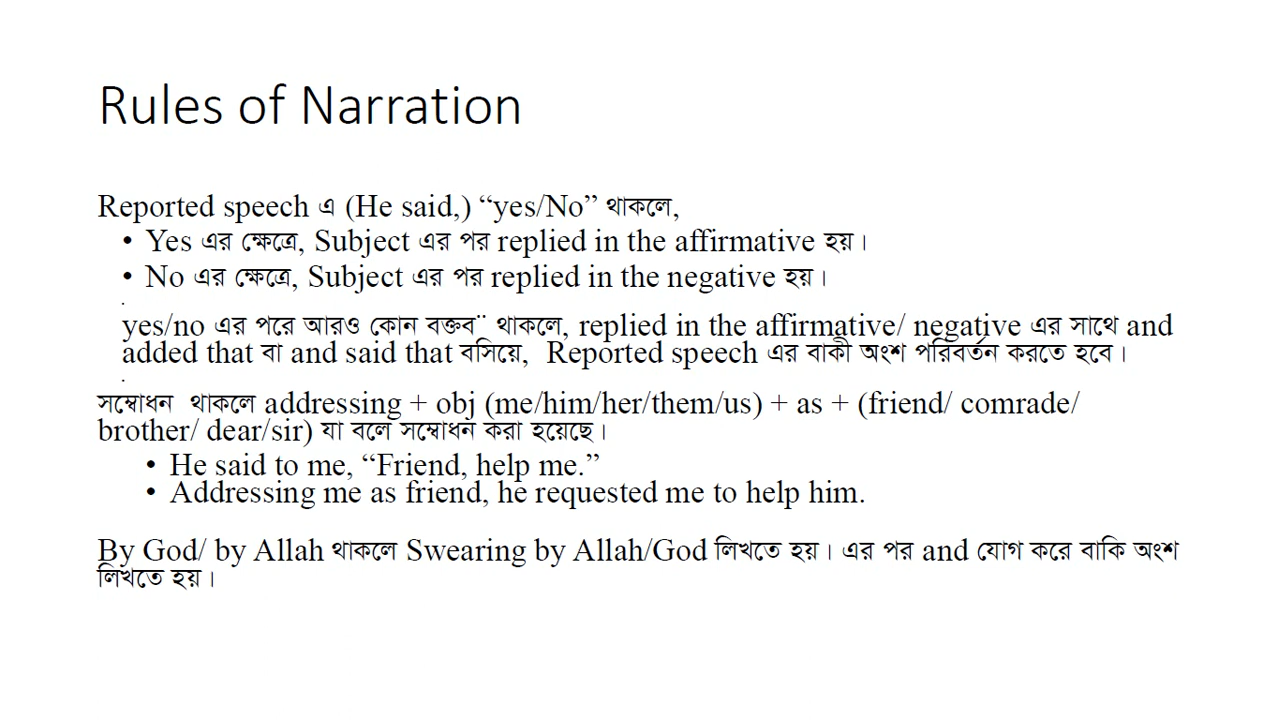 Rules of Narration
Reported speech এ (He said,) “yes/No” থাকলে,
• Yes এর ক্ষেত্রে, Subject এর পর replied in the affirmative হয়।
• No এর ক্ষেত্রে, Subject এর পর replied in the negative হয়।
yes/no এর পরে আরও কোন বক্তব¨ থাকলে, replied in the affirmative/ negative এর সাথে and
added that বা and said that বসিয়ে, Reported speech এর বাকী অংশ পরিবর্তন করতে হবে।
সম্বোধন থাকলে addressing + obj (me/him/her/them/us) + as + (friend/ comrade/
brother/ dear/sir) যা বলে সম্বোধন করা হয়েছে।
• He said to me, “Friend, help me.”
• Addressing me as friend, he requested me to help him.
By God/ by Allah থাকলে Swearing by Allah/God লিখতে হয়। এর পর and যোগ করে বাকি অংশ
লিখতে হয়।